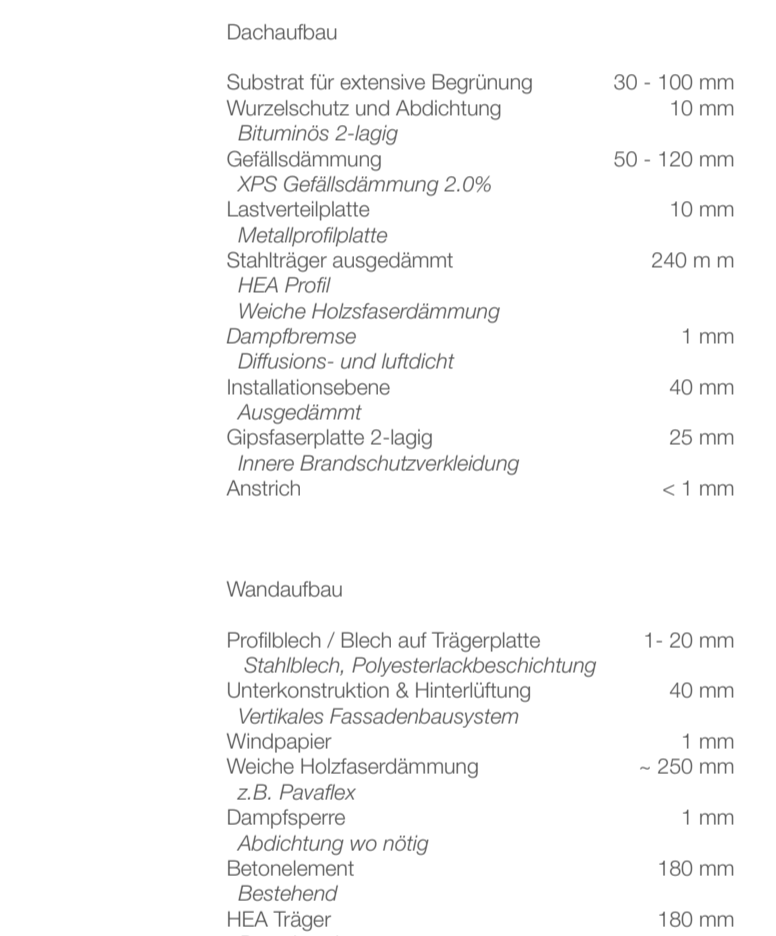 Dachaufbau
Substrat für extensive Begrünung 30 - 100 mm
Wurzelschutz und Abdichtung 10 mm
Bituminös 2-lagig
Gefällsdämmung 50 - 120 mm
XPS Gefällsdämmung 2.0%
Lastverteilplatte 10 mm
Metallprofilplatte
Stahlträger ausgedämmt 240 m m
HEA Profil
Weiche Holzsfaserdämmung
Dampfbremse 1 mm
Diffusions- und luftdicht
Installationsebene 40 mm
Ausgedämmt
Gipsfaserplatte 2-lagig 25 mm
Innere Brandschutzverkleidung
Anstrich < 1 mm
Wandaufbau
Profilblech / Blech auf Trägerplatte 1- 20 mm
Stahlblech, Polyesterlackbeschichtung
Unterkonstruktion & Hinterlüftung 40 mm
Vertikales Fassadenbausystem
Windpapier 1 mm
Weiche Holzfaserdämmung ~ 250 mm
z.B. Pavaflex
Dampfsperre 1 mm
Abdichtung wo nötig
Betonelement 180 mm
Bestehend
HEA Träger 180 mm